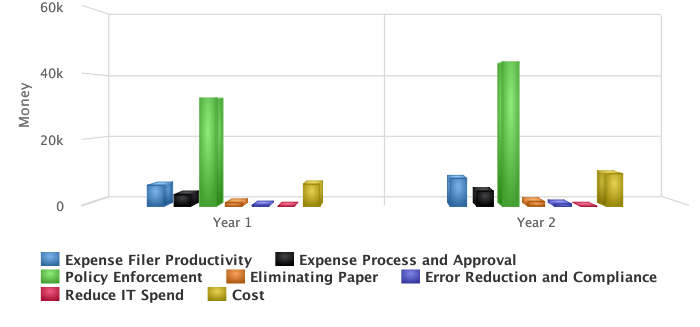 60k
40k
20k
0
Money
Year 1 Year 2
Expense Filer Productivity Expense Process and Approval
Policy Enforcement Eliminating Paper Error Reduction and Compliance
Reduce IT Spend Cost